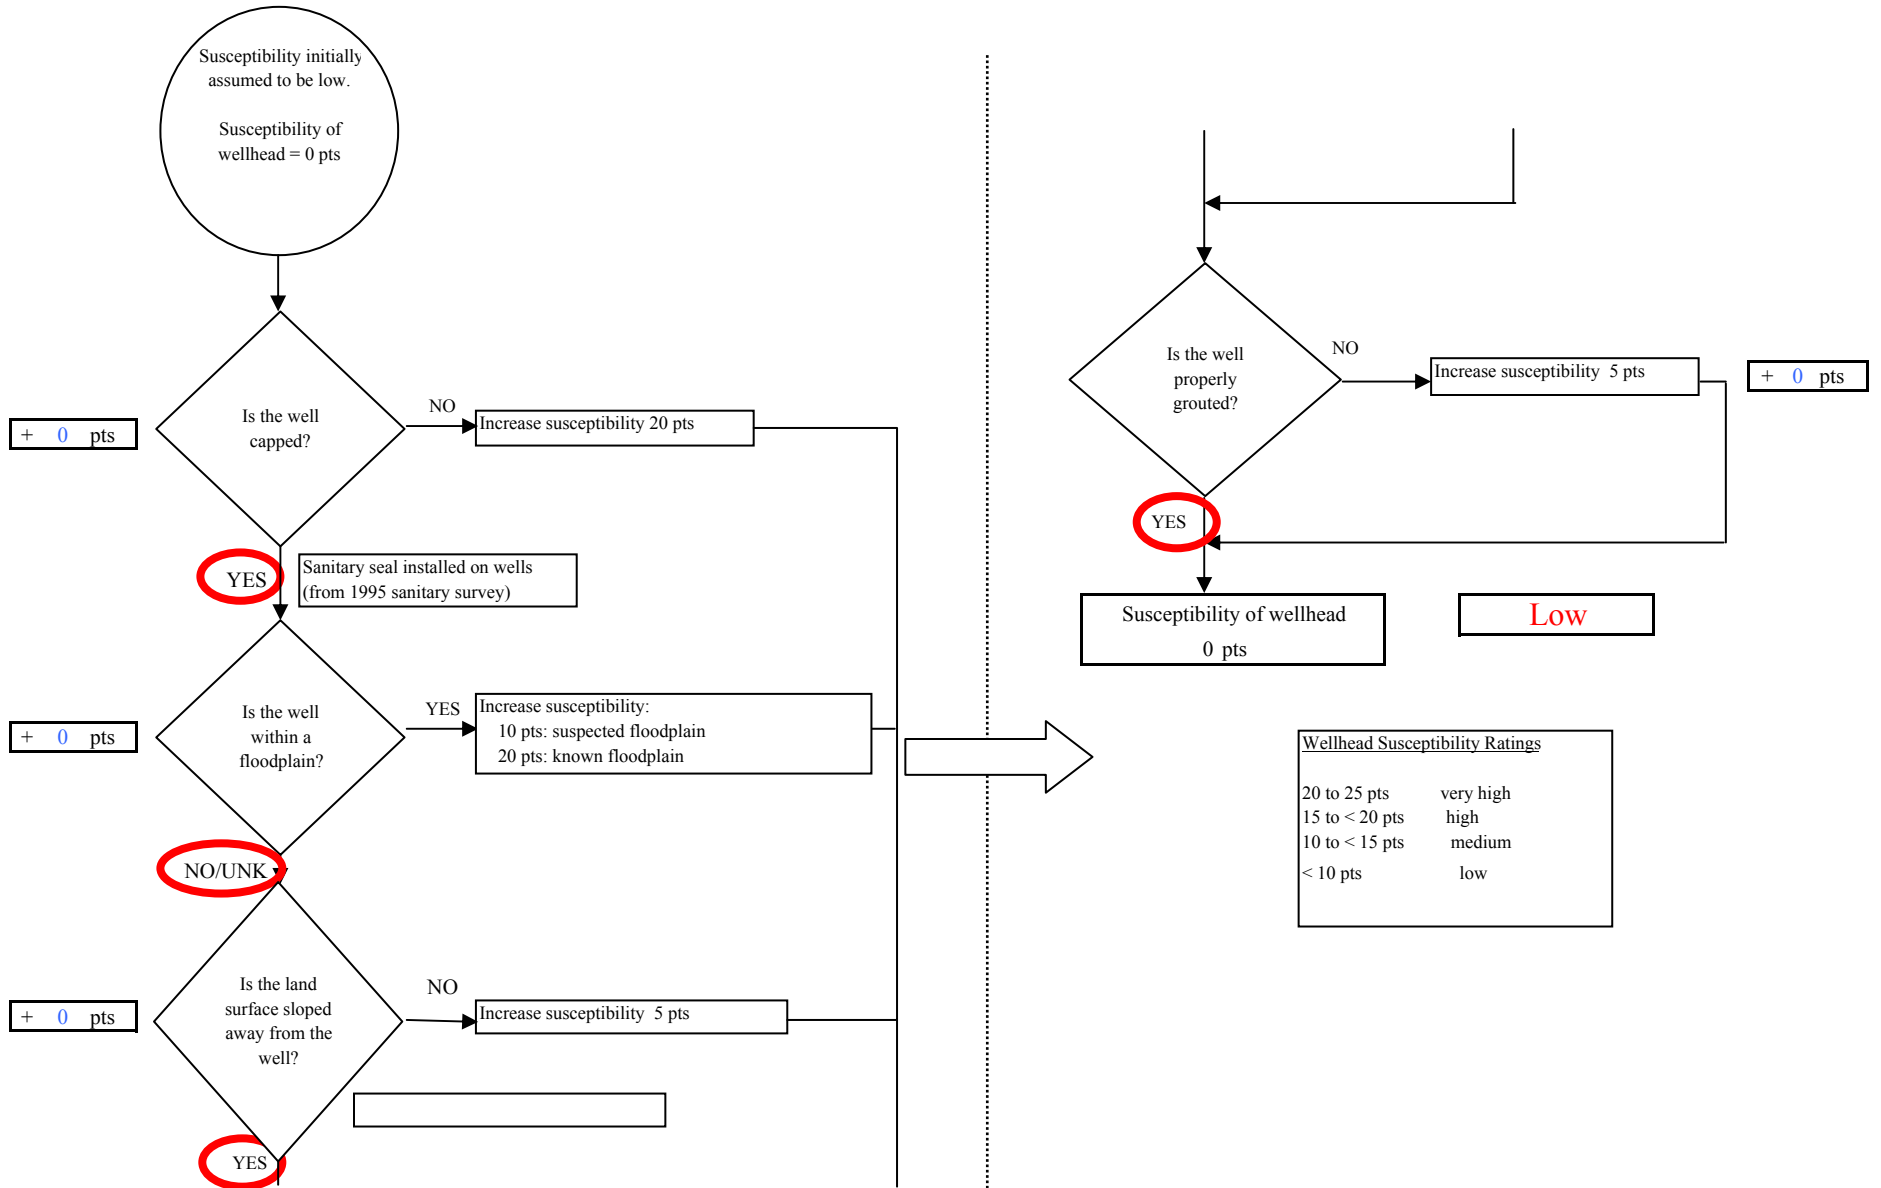 Susceptibility initially
assumed to be low.
Susceptibility of
wellhead = 0 pts
Is the well
capped?
NO
Increase susceptibility 20 pts
+ 0 pts
YES
Sanitary seal installed on wells
(from 1995 sanitary survey)
Is the well
within a
floodplain?
YES
Increase susceptibility:
10 pts: suspected floodplain
20 pts: known floodplain
+ 0 pts
NO/UNK
Is the land
surface sloped
away from the
well?
NO
Increase susceptibility 5 pts
+ 0 pts
YES
Is the well
properly
grouted?
NO
Increase susceptibility 5 pts
+ 0 pts
YES
Susceptibility of wellhead
0 pts
Low
Wellhead Susceptibility Ratings
20 to 25 pts very high
15 to < 20 pts high
10 to < 15 pts medium
< 10 pts low